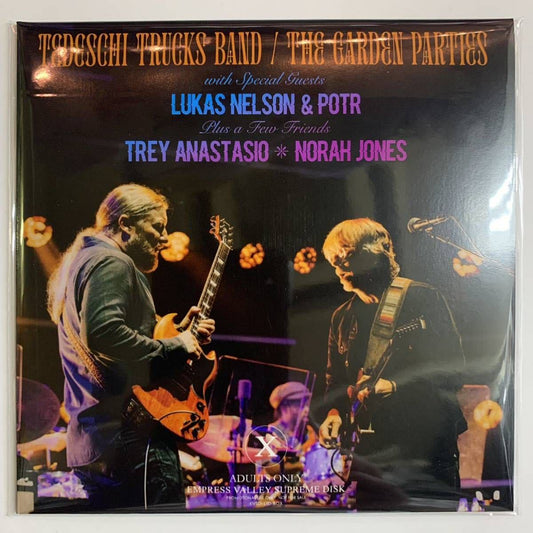 TEDESCHI TRUCKS BAND / THE GARDEN PARTIES
with Special Guests
LUKAS NELSON & POTR
Plus a Few Friends
TREY ANASTASIO * NORAH JONES
X
ADULTS ONLY
EMPRESS VALLEY SUPREME DISK